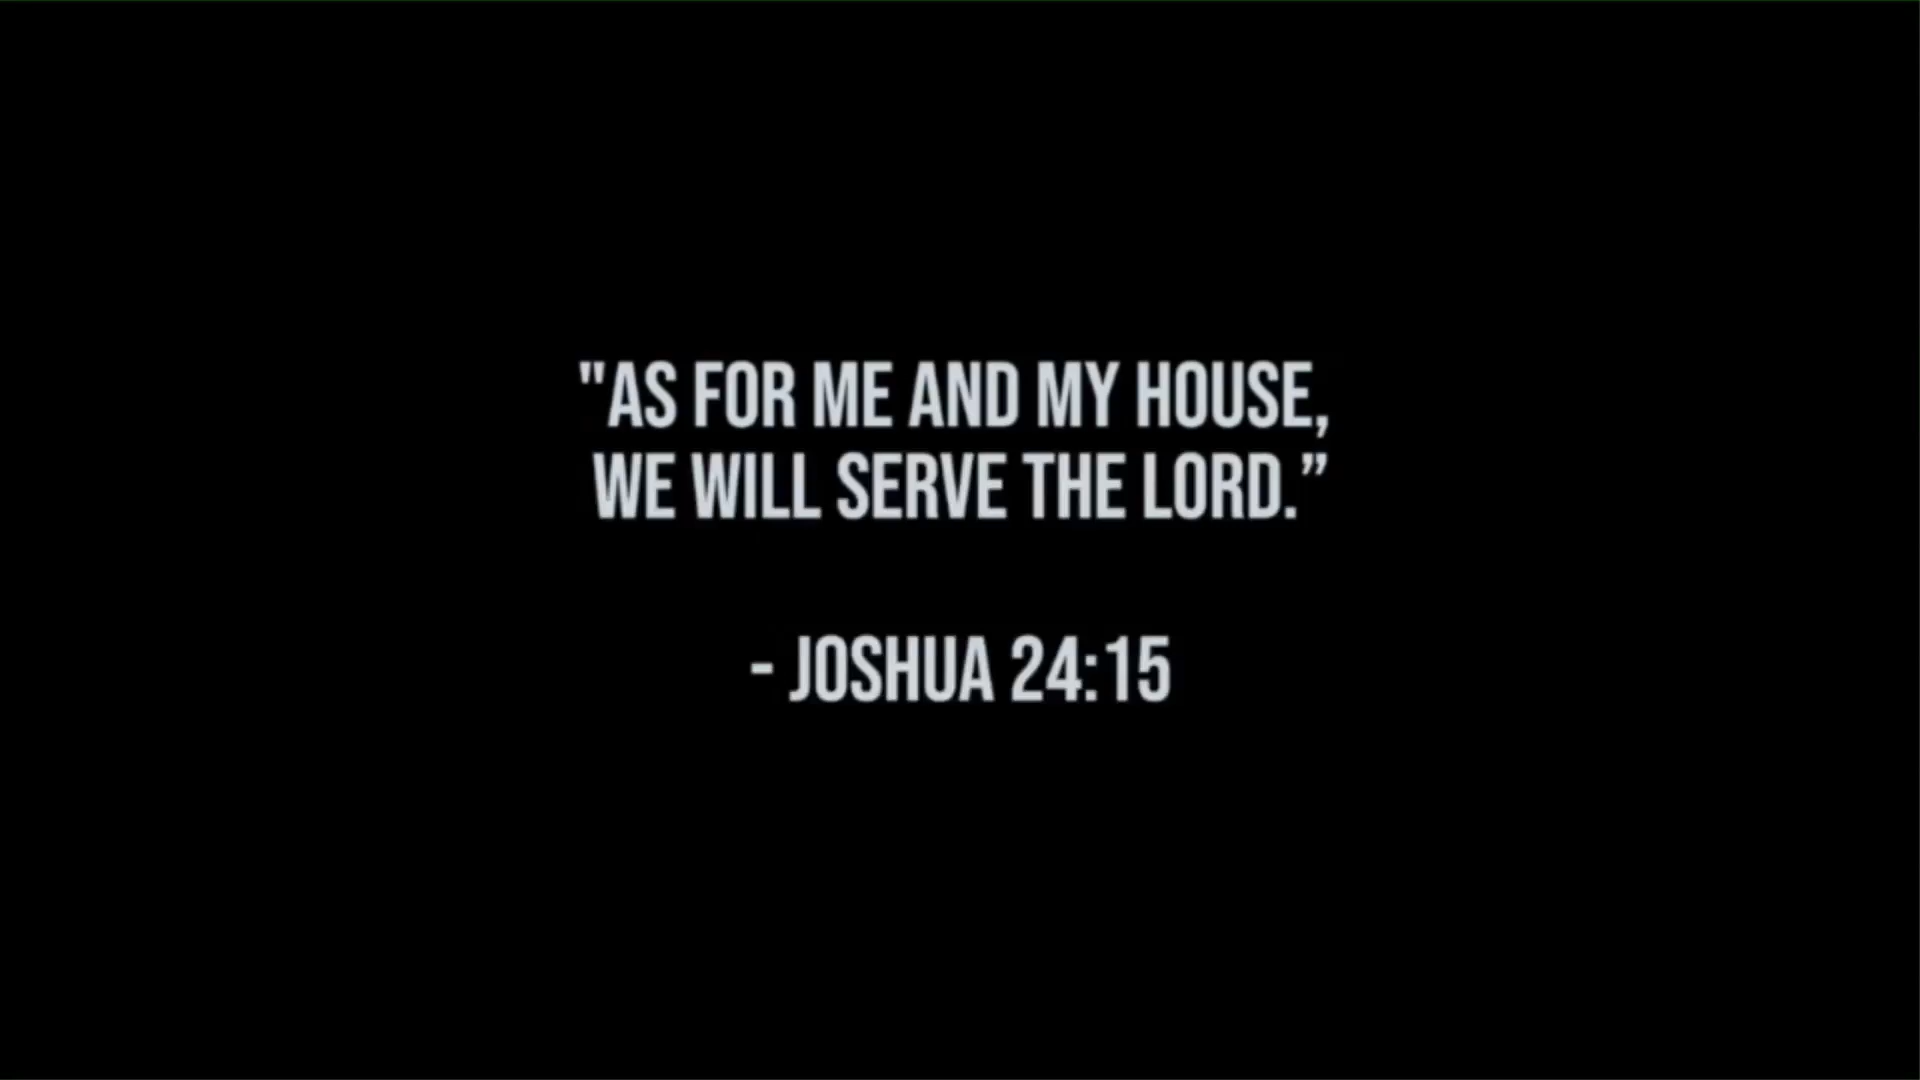 "AS FOR ME AND MY HOUSE,
WE WILL SERVE THE LORD.”
- JOSHUA 24:15